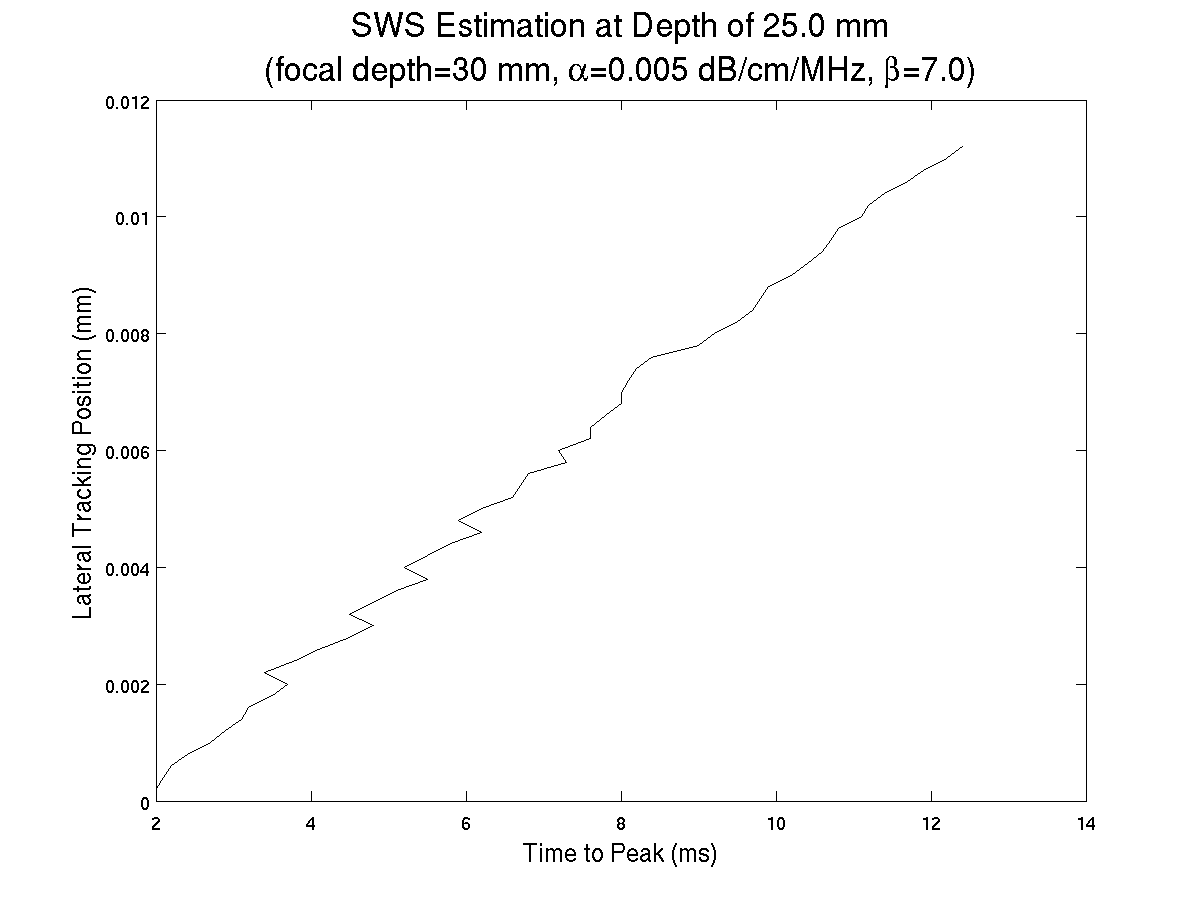 SWS Estimation at Depth of 25.0 mm
(focal depth=30 mm, α=0.005 dB/cm/MHz, β=7.0)
0.012
0.01
0.008
0.006
0.004
0.002
0
Lateral Tracking Position (mm)
2 4 6 8 10 12 14
Time to Peak (ms)